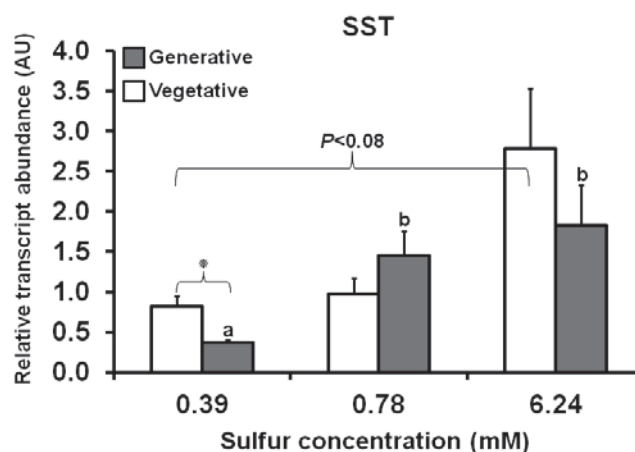 SST
Relative transcript abundance (AU)
4.0
3.5
3.0
2.5
2.0
1.5
1.0
0.5
0.0
Generative
Vegetative
P<0.08
*
a
b
b
0.39
0.78
6.24
Sulfur concentration (mM)